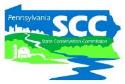 Pennsylvania
SCC
State Conservation Commission